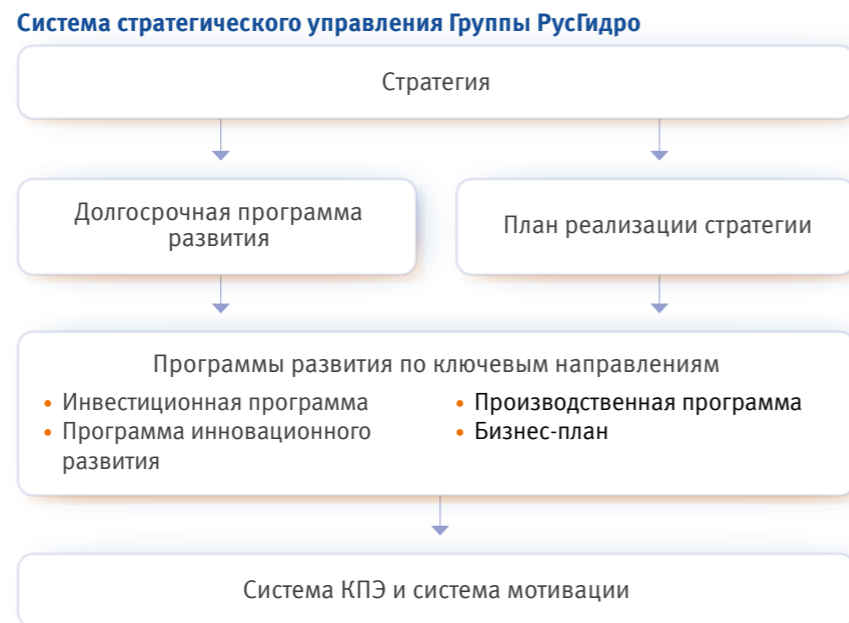 Система стратегического управления Группы РусГидро
Стратегия
Долгосрочная программа
развития
План реализации стратегии
Программы развития по ключевым направлениям
• Инвестиционная программа
• Программа инновационного
развития
• Производственная программа
• Бизнес-план
Система КПЭ и система мотивации